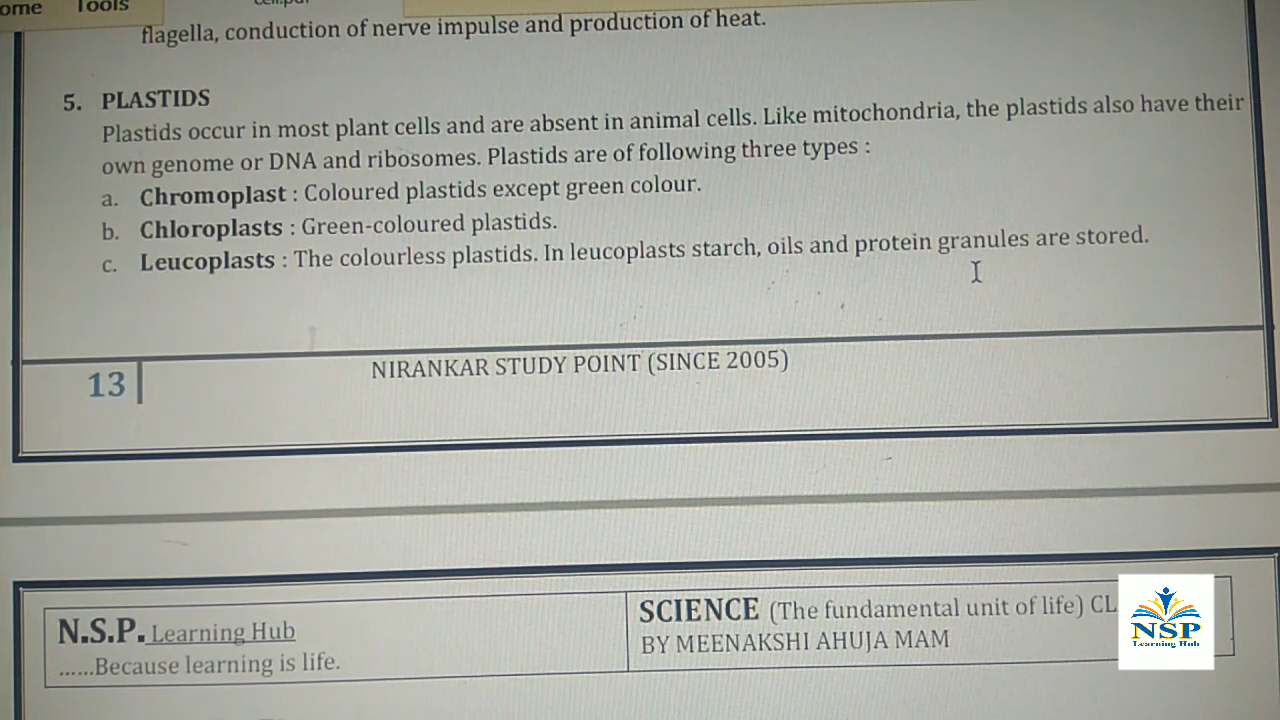 ome Tools
flagella, conduction of nerve impulse and production of heat.
5. PLASTIDS
Plastids occur in most plant cells and are absent in animal cells. Like mitochondria, the plastids also have their
own genome or DNA and ribosomes. Plastids are of following three types :
a. Chromoplast : Coloured plastids except green colour.
b. Chloroplasts : Green-coloured plastids.
c. Leucoplasts : The colourless plastids. In leucoplasts starch, oils and protein granules are stored.
13
NIRANKAR STUDY POINT (SINCE 2005)
N.S.P. Learning Hub
......Because learning is life.
SCIENCE (The fundamental unit of life) CL
BY MEENAKSHI AHUJA MAM
NSP
Learning Hub